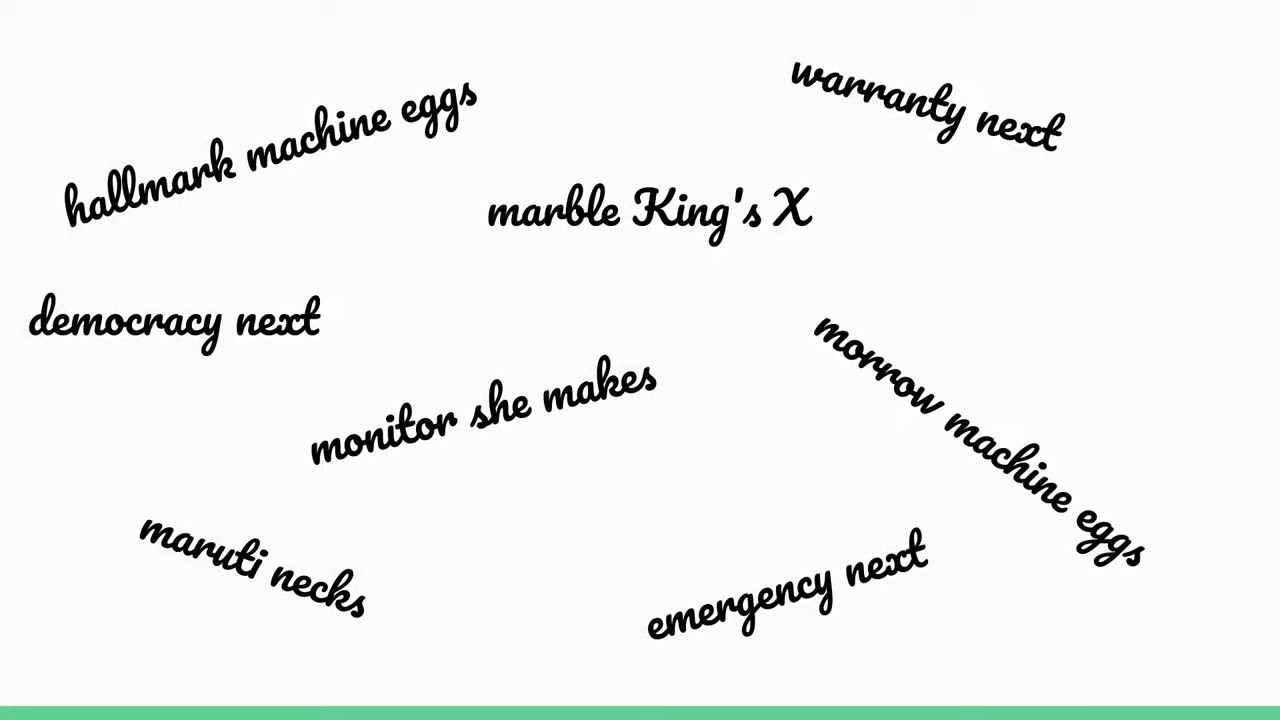 hallmark machine eggs
warranty next
marble King's X
democracy next
monitor she makes
morrow machine eggs
maruti necks
emergency next